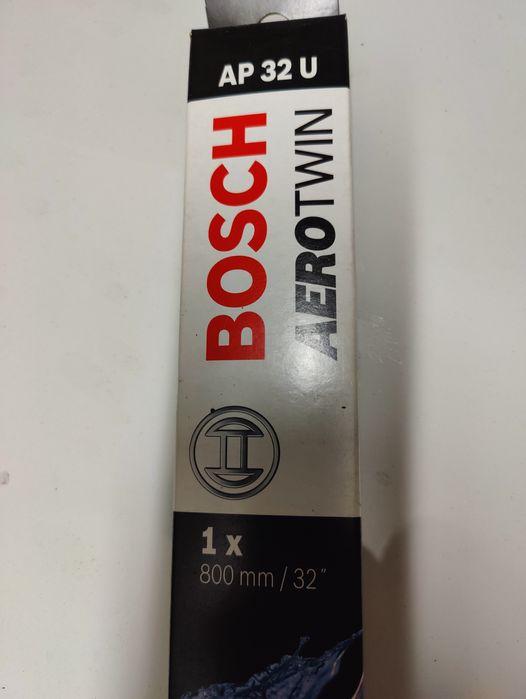 AP 32 U
BOSCH
AEROTWIN
1 x
800 mm / 32"